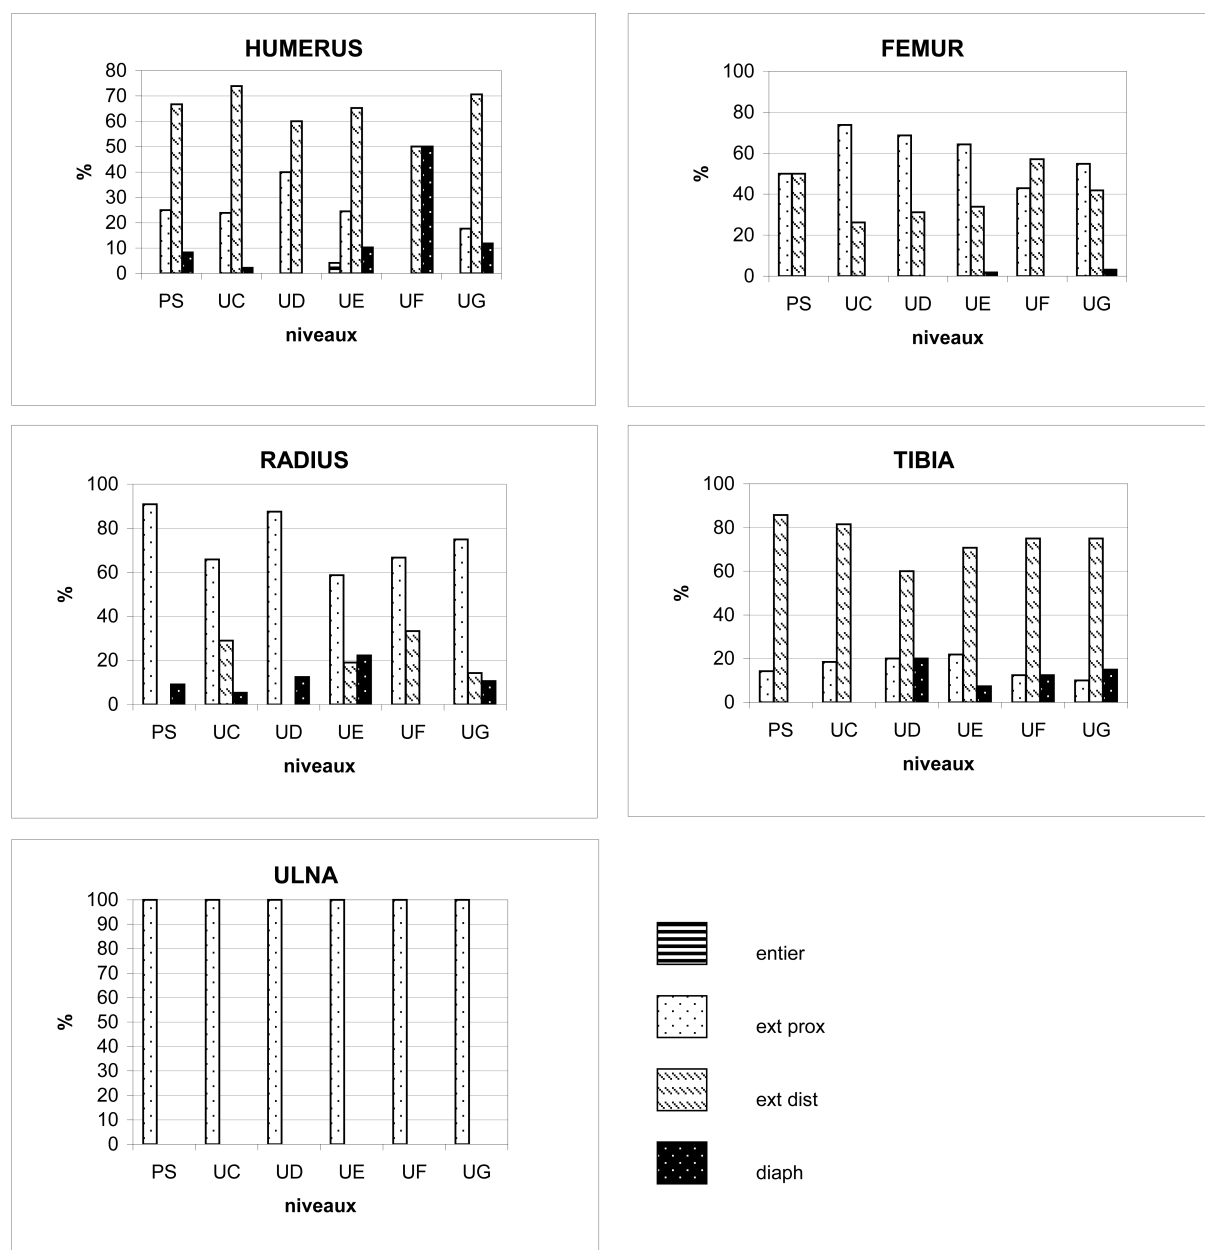 HUMERUS
80
70
60
50
40
30
20
10
0
%
PS UC UD UE UF UG
niveaux
FEMUR
100
80
60
40
20
0
%
PS UC UD UE UF UG
niveaux
RADIUS
100
80
60
40
20
0
%
PS UC UD UE UF UG
niveaux
TIBIA
100
80
60
40
20
0
%
PS UC UD UE UF UG
niveaux
ULNA
100
90
80
70
60
50
40
30
20
10
0
%
PS UC UD UE UF UG
niveaux
entier
ext prox
ext dist
diaph